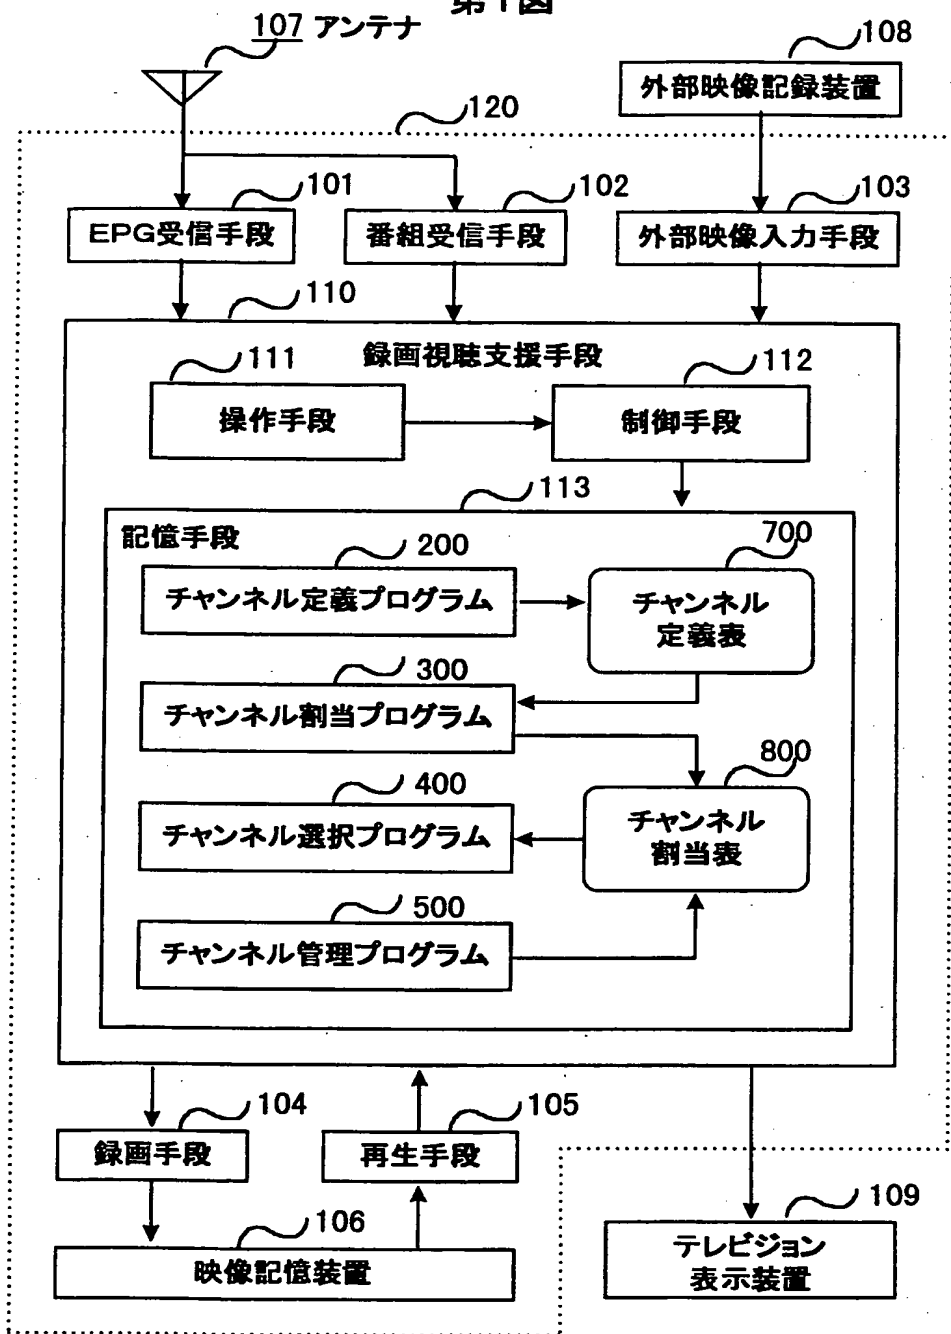 第1図
107 アンテナ
108
外部映像記録装置
120
101
102
103
EPG受信手段
番組受信手段
外部映像入力手段
110
録画視聴支援手段
111
112
操作手段
制御手段
113
記憶手段
200
700
チャンネル定義プログラム
チャンネル
定義表
300
チャンネル割当プログラム
800
400
チャンネル
割当表
チャンネル選択プログラム
500
チャンネル管理プログラム
104
105
録画手段
再生手段
106
109
映像記憶装置
テレビジョン
表示装置